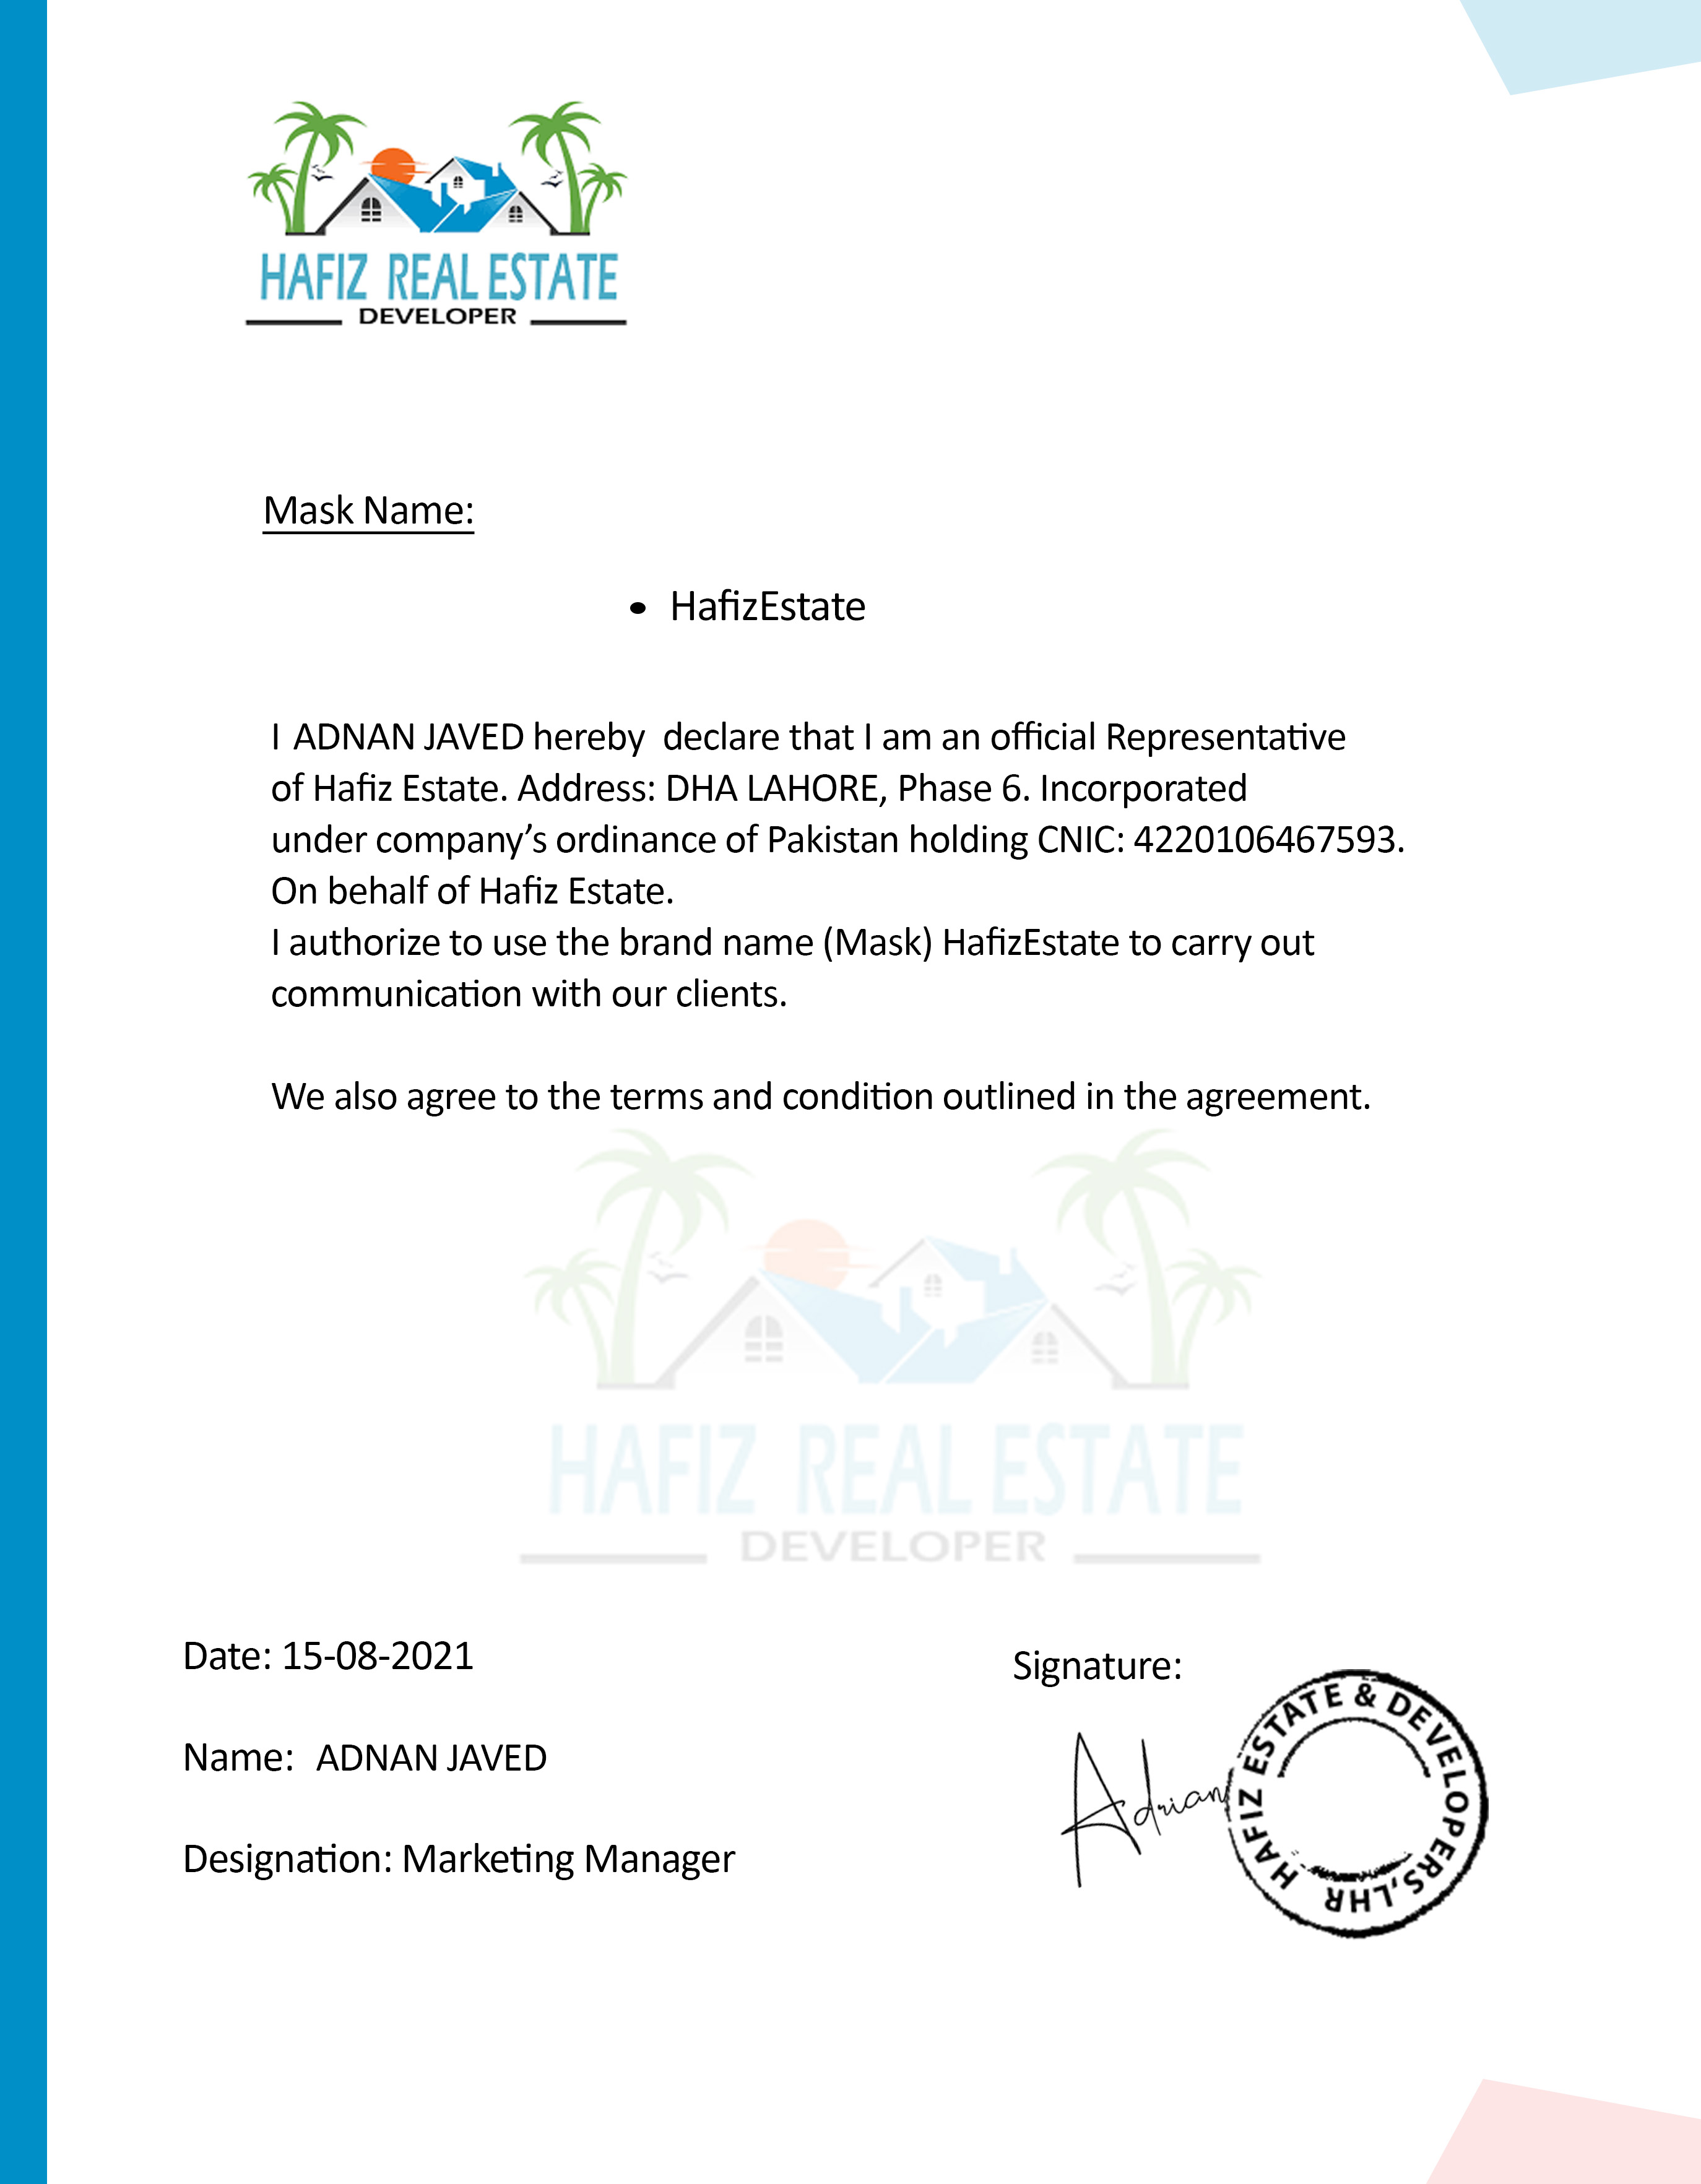 HAFIZ REAL ESTATE
DEVELOPER
Mask Name:
• HafizEstate
I ADNAN JAVED hereby declare that I am an official Representative
of Hafiz Estate. Address: DHA LAHORE, Phase 6. Incorporated
under company’s ordinance of Pakistan holding CNIC: 4220106467593.
On behalf of Hafiz Estate.
I authorize to use the brand name (Mask) HafizEstate to carry out
communication with our clients.
We also agree to the terms and condition outlined in the agreement.
HAFIZ REAL ESTATE
DEVELOPER
Date: 15-08-2021
Signature:
Name: ADNAN JAVED
Adrian
HAFIZ ESTATE & DEVELOPERS,LHR
Designation: Marketing Manager